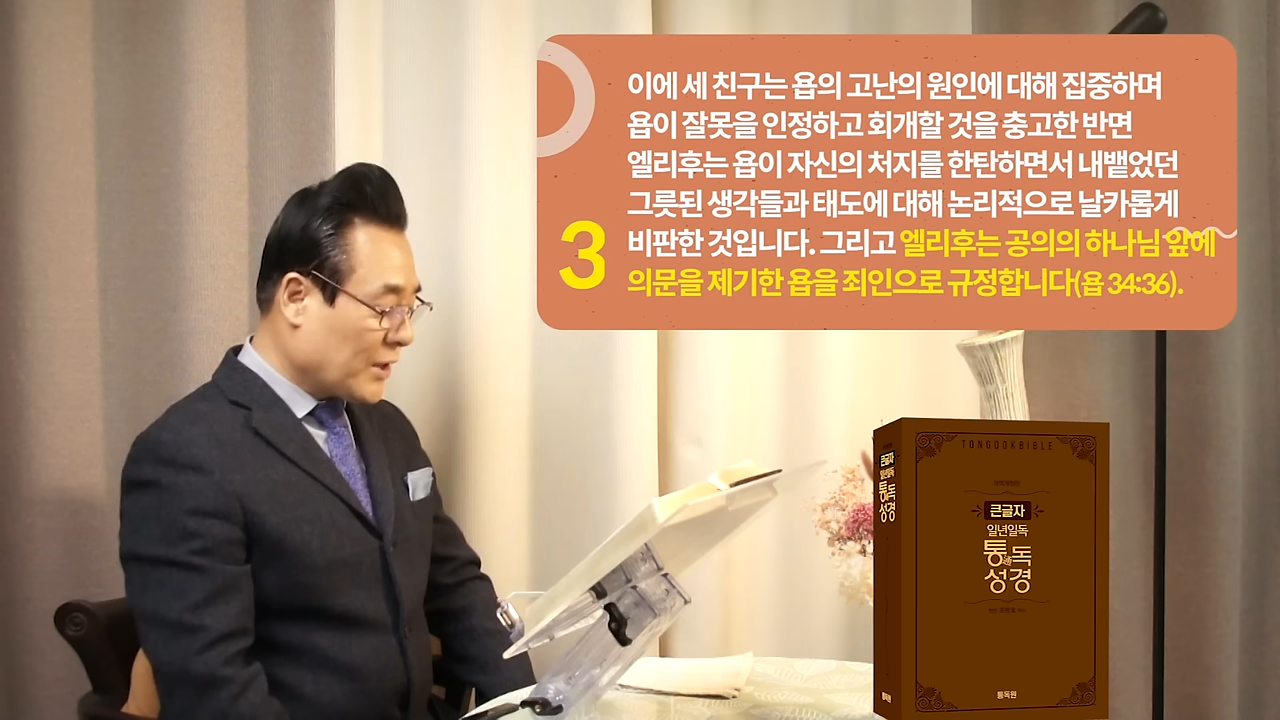 이에 세 친구는 욥의 고난의 원인에 대해 집중하며
욥이 잘못을 인정하고 회개할 것을 충고한 반면
엘리후는 욥이 자신의 처지를 한탄하면서 내뱉었던
그릇된 생각들과 태도에 대해 논리적으로 날카롭게
3
비판한 것입니다. 그리고 엘리후는 공의의 하나님 앞에
의문을 제기한 욥을 죄인으로 규정합니다(욥 34:36).
TONGDOKBIBLE
큰글자
일년일독
통독
성경
통독원
큰글자
일년일독
통독
성경
통독원